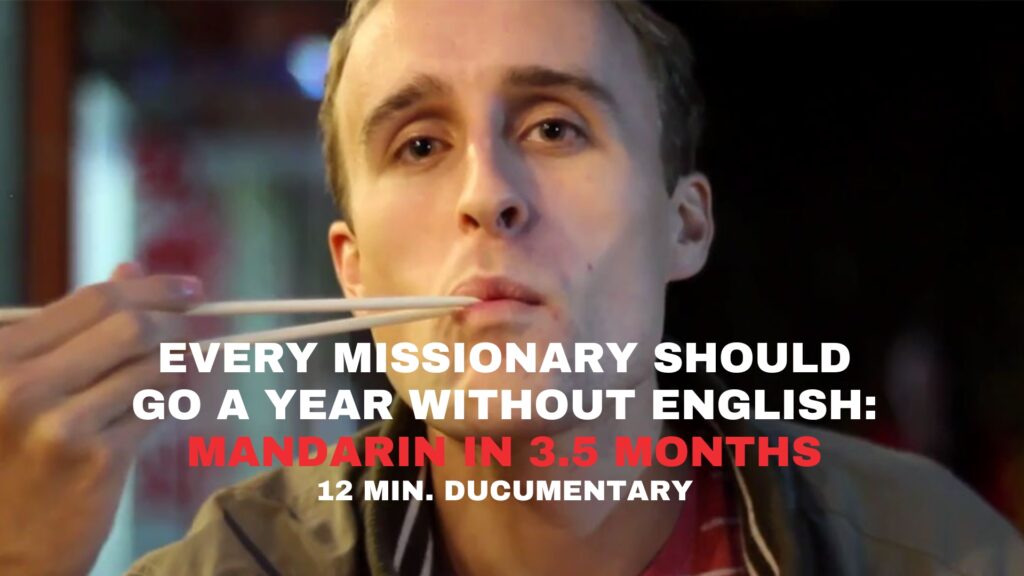 EVERY MISSIONARY SHOULD
GO A YEAR WITHOUT ENGLISH:
MANDARIN IN 3.5 MONTHS
12 MIN. DUCUMENTARY